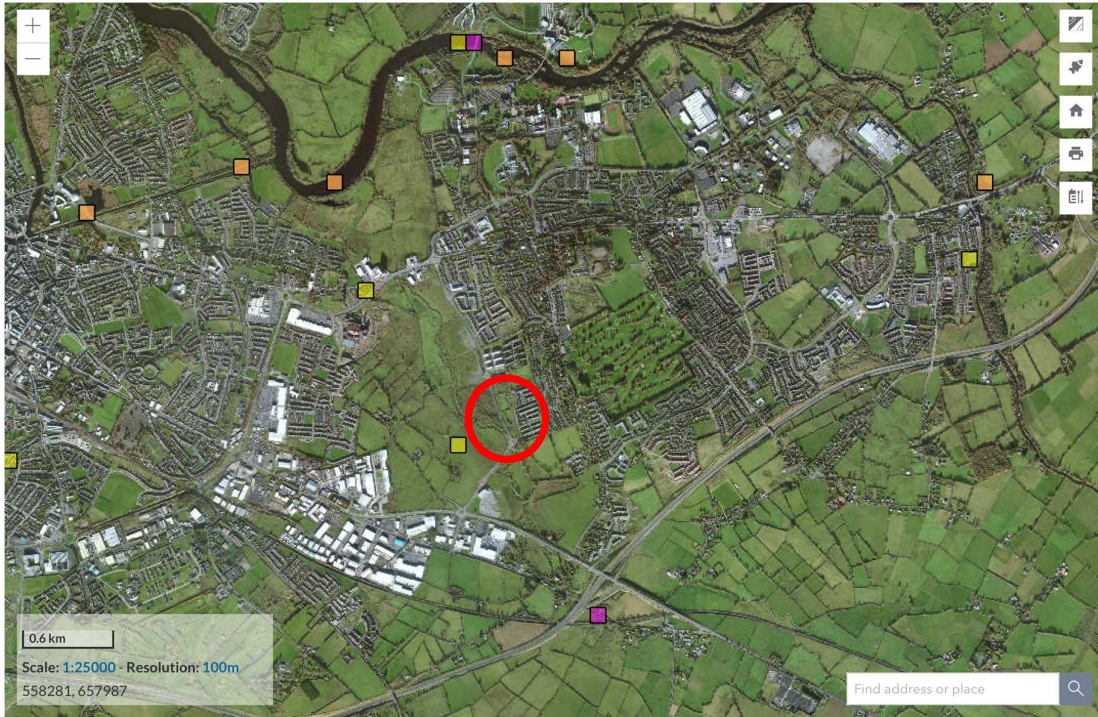 +
−
0.6 km
Scale: 1:25000 - Resolution: 100m
558281, 657987
Find address or place